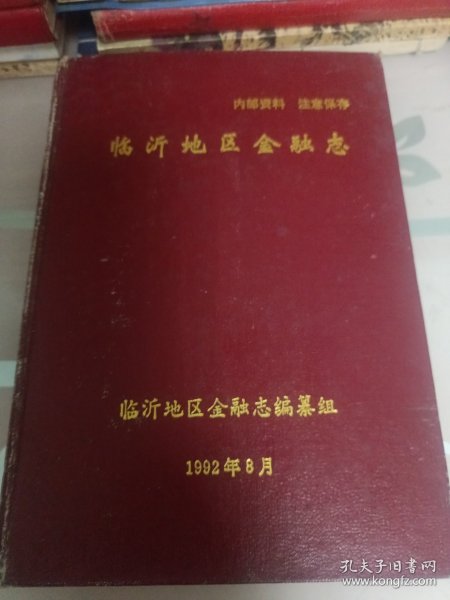 内部资料 注意保存
临沂地区金融志
临沂地区金融志编纂组
1992年8月
孔夫子旧书网
www.kongfz.com